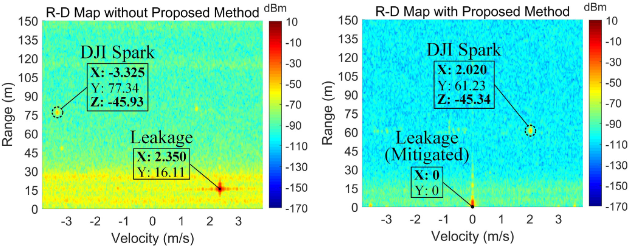 R-D Map without Proposed Method
dBm
150
135
120
105
90
75
60
45
30
15
0
Range (m)
DJI Spark
X: -3.325
Y: 77.34
Z: -45.93
Leakage
X: 2.350
Y: 16.11
-3
-2
-1
0
1
2
3
Velocity (m/s)
10
-10
-30
-50
-70
-90
-110
-130
-150
-170
R-D Map with Proposed Method
dBm
150
135
120
105
90
75
60
45
30
15
0
Range (m)
DJI Spark
X: 2.020
Y: 61.23
Z: -45.34
Leakage
(Mitigated)
X: 0
Y: 0
-3
-2
-1
0
1
2
3
Velocity (m/s)
10
-10
-30
-50
-70
-90
-110
-130
-150
-170